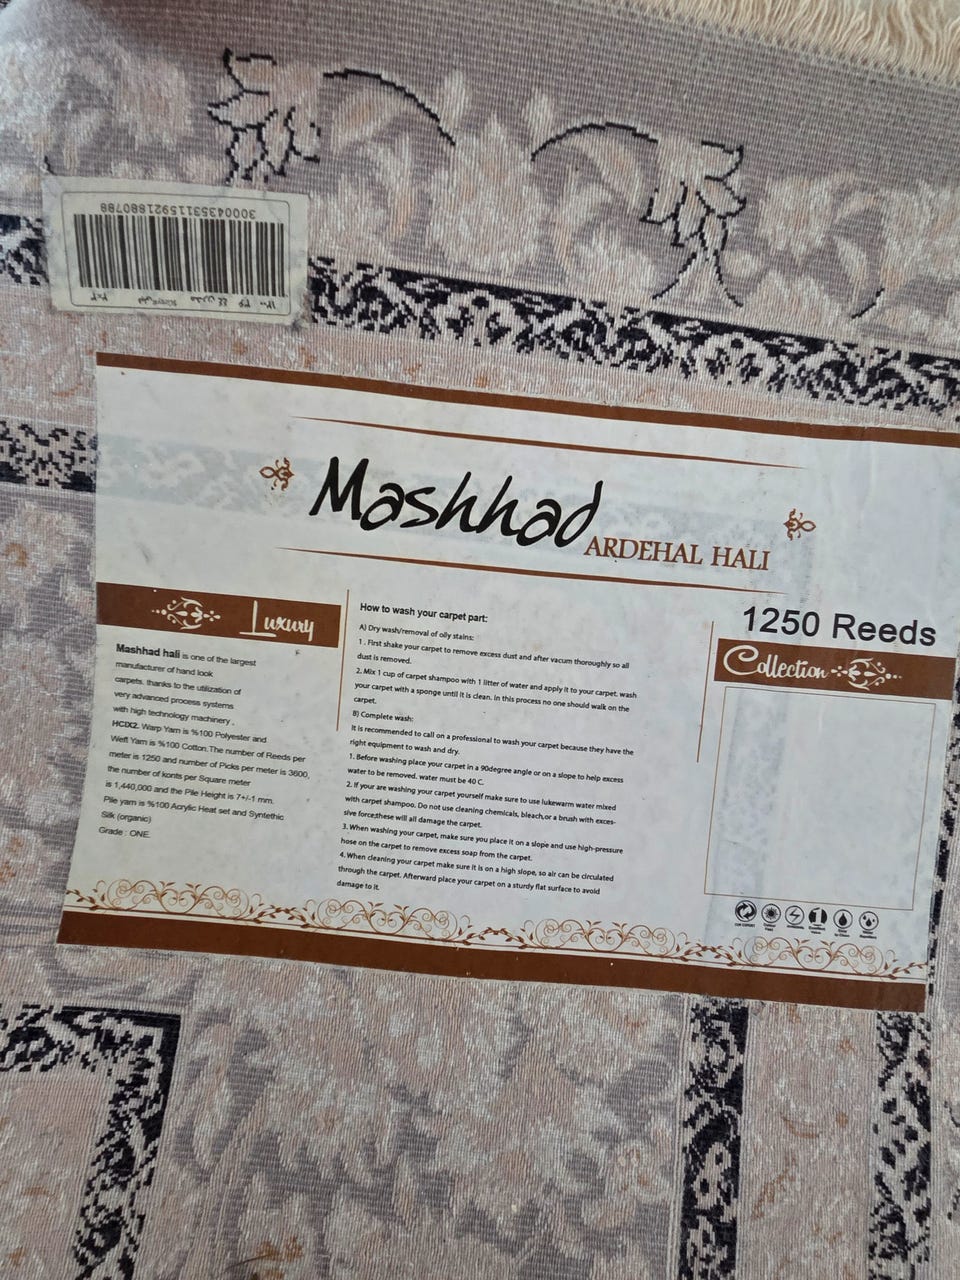 3000435311592188078​8
Mashhad
ARDEHAL HALI
Luxury
Mashhad hali is one of the largest
manufacturer of hand look
carpets. thanks to the utilization of
very advanced process systems
with high technology machinery .
HCIX2. Warp Yarn is %100 Polyester and
Weft Yarn is %100 Cotton.The number of Reeds per
meter is 1250 and number of Picks per meter is 3600,
the number of konts per Square meter
is 1,440,000 and the Pile Height is 7+/-1 mm.
Pile yarn is %100 Acrylic Heat set and Syntethic
Silk (organic)
Grade : ONE.
How to wash your carpet part:
A) Dry wash/removal of oily stains:
1 . First shake your carpet to remove excess dust and after vacum thoroughly so all
dust is removed.
2. Mix 1 cup of carpet shampoo with 1 litter of water and apply it to your carpet. wash
your carpet with a sponge until it is clean. In this process no one should walk on the
carpet.
B) Complete wash:
It is recommended to call on a professional to wash your carpet because they have the
right equipment to wash and dry.
1. Before washing place your carpet in a 90degree angle or on a slope to help excess
water to be removed. water must be 40 C.
2. If your are washing your carpet yourself make sure to use lukewarm water mixed
with carpet shampoo. Do not use cleaning chemicals, bleach,or a brush with exces-
sive force;these will all damage the carpet.
3. When washing your carpet, make sure you place it on a slope and use high-pressure
hose on the carpet to remove excess soap from the carpet.
4. When cleaning your carpet make sure it is on a high slope, so air can be circulated
through the carpet. Afterward place your carpet on a sturdy flat surface to avoid
damage to it.
1250 Reeds
Collection